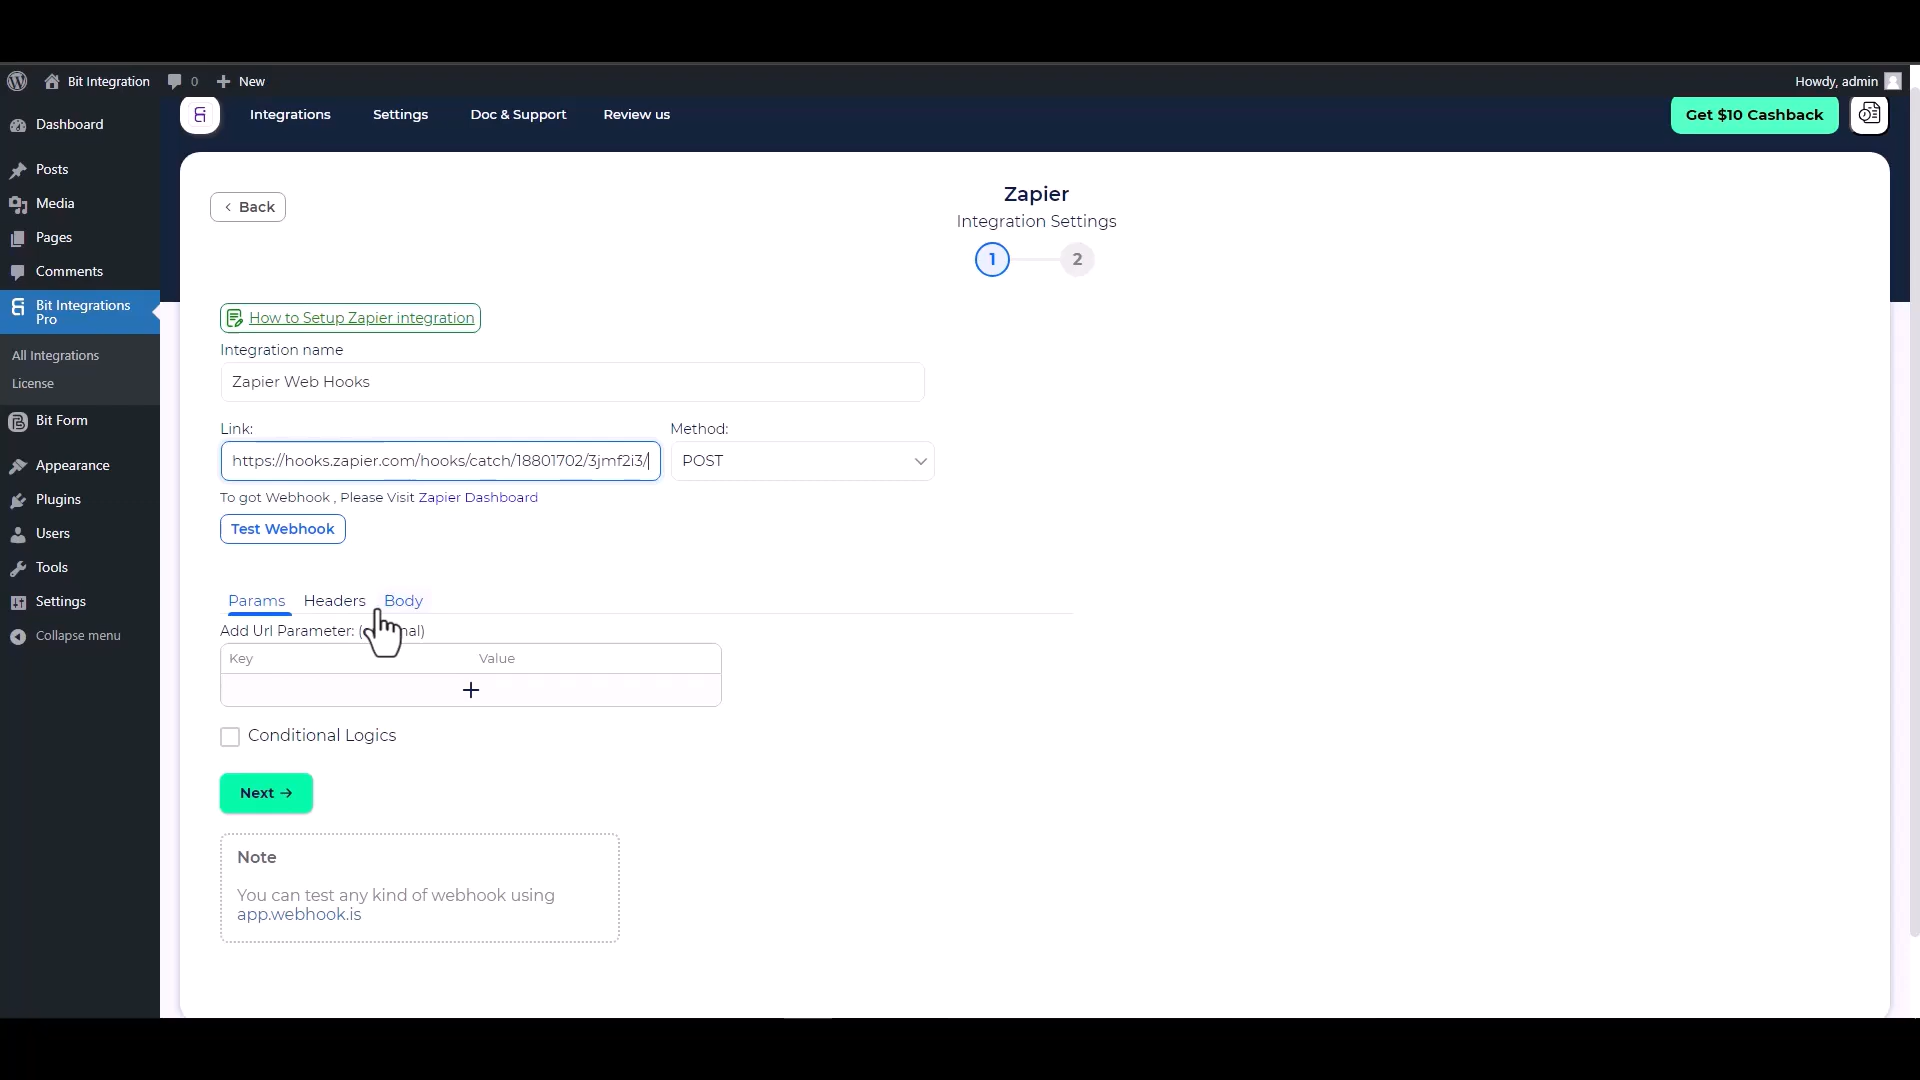 Bit Integration
0
New
Howdy, admin
Dashboard
Posts
Media
Pages
Comments
Bit Integrations
Pro
All Integrations
License
Bit Form
Appearance
Plugins
Users
Tools
Settings
Collapse menu
Integrations
Settings
Doc & Support
Review us
Get $10 Cashback
Back
Zapier
Integration Settings
1
2
How to Setup Zapier integration
Integration name
Zapier Web Hooks
Link:
Method:
https://hooks.zapier.com/hooks/catch/18801702/3jmf2i3/
POST
To got Webhook , Please Visit Zapier Dashboard
Test Webhook
Params
Headers
Body
Add Url Parameter:
Key
Value
+
Conditional Logics
Next →
Note
You can test any kind of webhook using
app.webhook.is